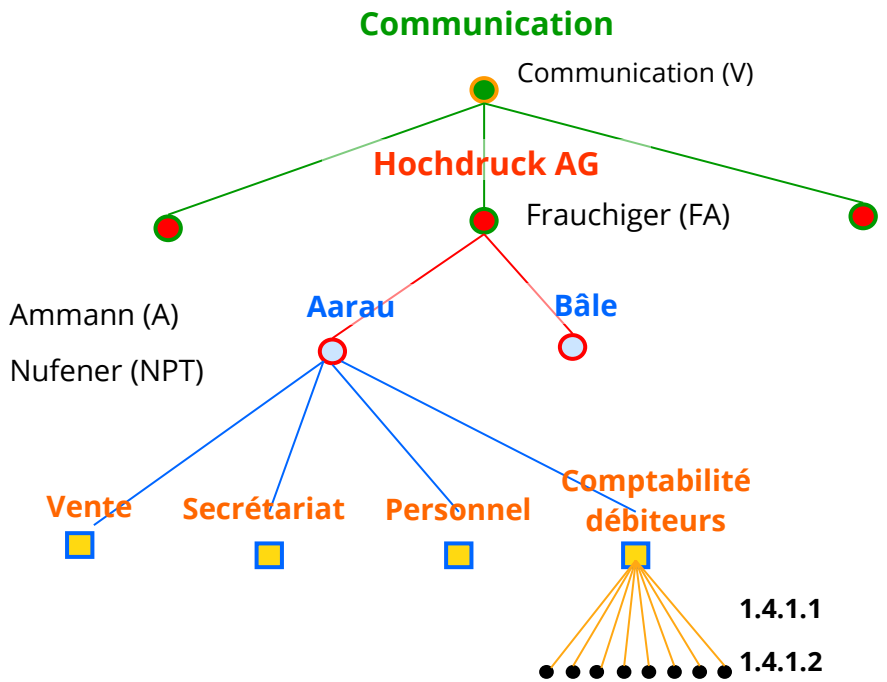 Communication
Communication (V)
Hochdruck AG
Frauchiger (FA)
Aarau
Bâle
Ammann (A)
Nufener (NPT)
Vente
Secrétariat
Personnel
Comptabilité
débiteurs
1.4.1.1
1.4.1.2